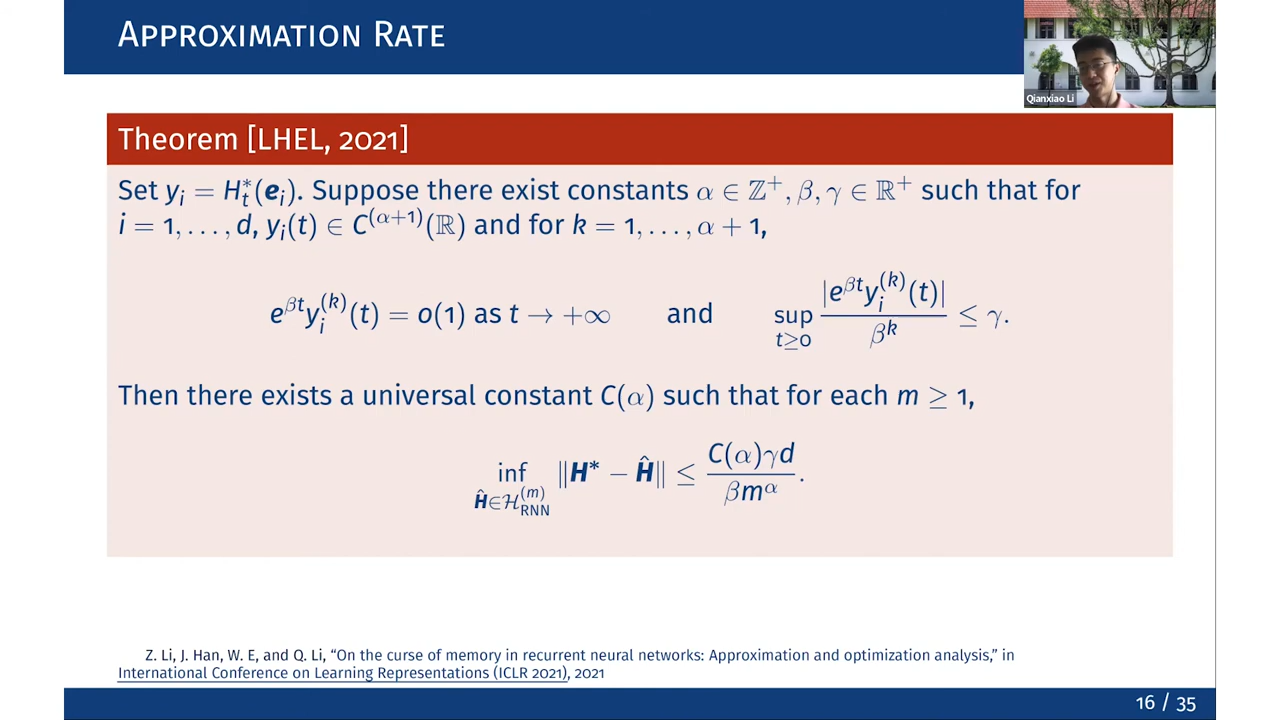 APPROXIMATION RATE
Qianxiao Li
Theorem [LHEL, 2021]
Set yᵢ = H*ₜ(eᵢ). Suppose there exist constants α ∈ ℤ⁺, β, γ ∈ ℝ⁺ such that for
i = 1, . . . , d, yᵢ(t) ∈ C^(α+1)(ℝ) and for k = 1, . . . , α + 1,
e^{βt} yᵢ^{(k)}(t) = o(1) as t → +∞ and sup_{t≥0} |e^{βt} yᵢ^{(k)}(t)| / β^k ≤ γ.
Then there exists a universal constant C(α) such that for each m ≥ 1,
inf_{Ĥ∈ℋ_RNN^{(m)}} ‖H* − Ĥ‖ ≤ C(α)γd / βm^α.
Z. Li, J. Han, W. E, and Q. Li, “On the curse of memory in recurrent neural networks: Approximation and optimization analysis,” in
International Conference on Learning Representations (ICLR 2021), 2021
16 / 35